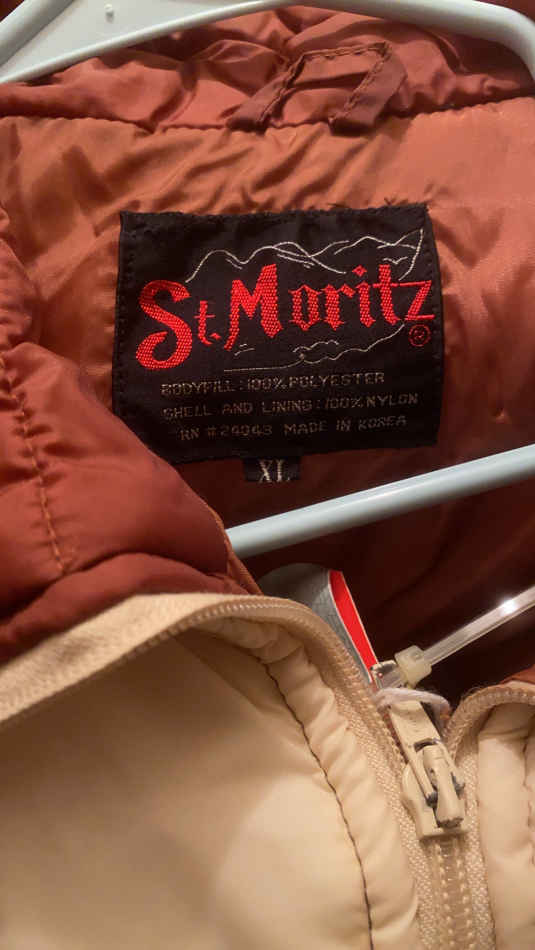 St. Moritz ®
BODYFILL: 100% POLYESTER
SHELL AND LINING: 100% NYLON
RN #24043 MADE IN KOREA
XL